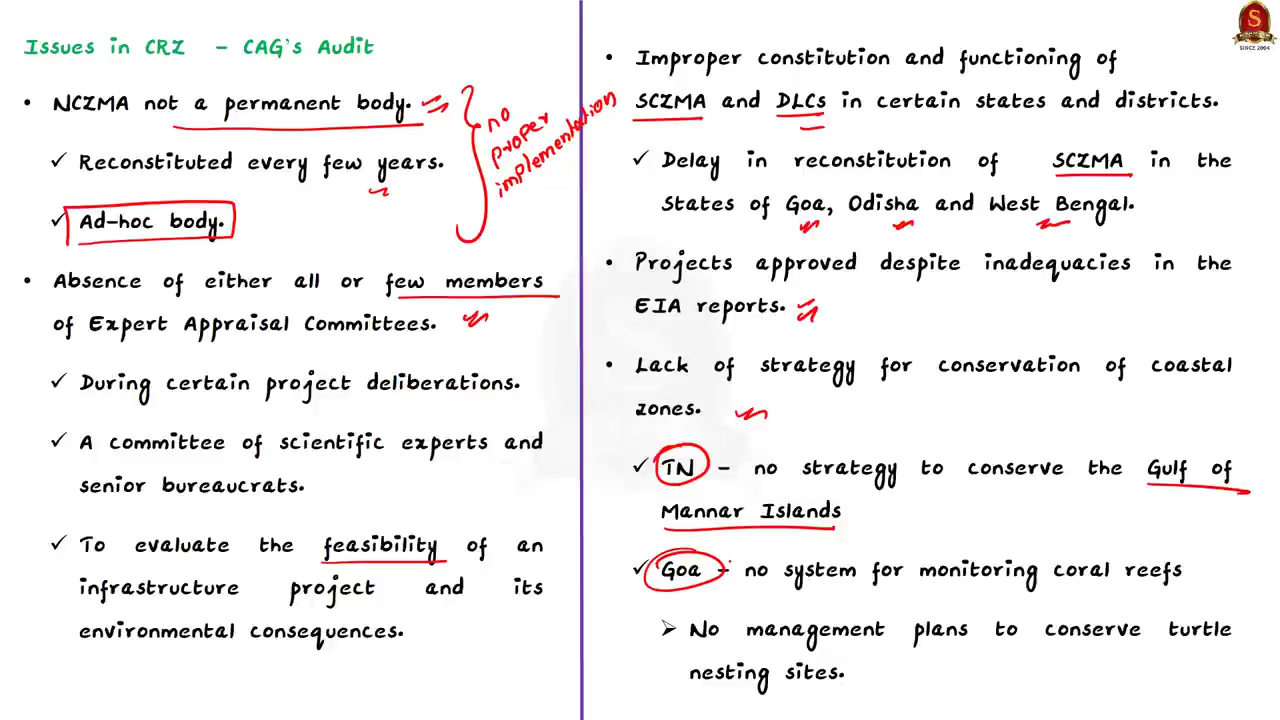 Issues in CRZ - CAG's Audit
• NCZMA not a permanent body.
✓ Reconstituted every few years.
✓ Ad-hoc body.
no
proper
implementation
• Absence of either all or few members
of Expert Appraisal Committees.
✓ During certain project deliberations.
✓ A committee of scientific experts and
senior bureaucrats.
✓ To evaluate the feasibility of an
infrastructure project and its
environmental consequences.
• Improper constitution and functioning of
SCZMA and DLCs in certain states and districts.
✓ Delay in reconstitution of SCZMA in the
States of Goa, Odisha and West Bengal.
• Projects approved despite inadequacies in the
EIA reports.
• Lack of strategy for conservation of coastal
zones.
✓ TN - no strategy to conserve the Gulf of
Mannar Islands
✓ Goa - no system for monitoring coral reefs
➢ No management plans to conserve turtle
nesting sites.
S
SINCE 2004